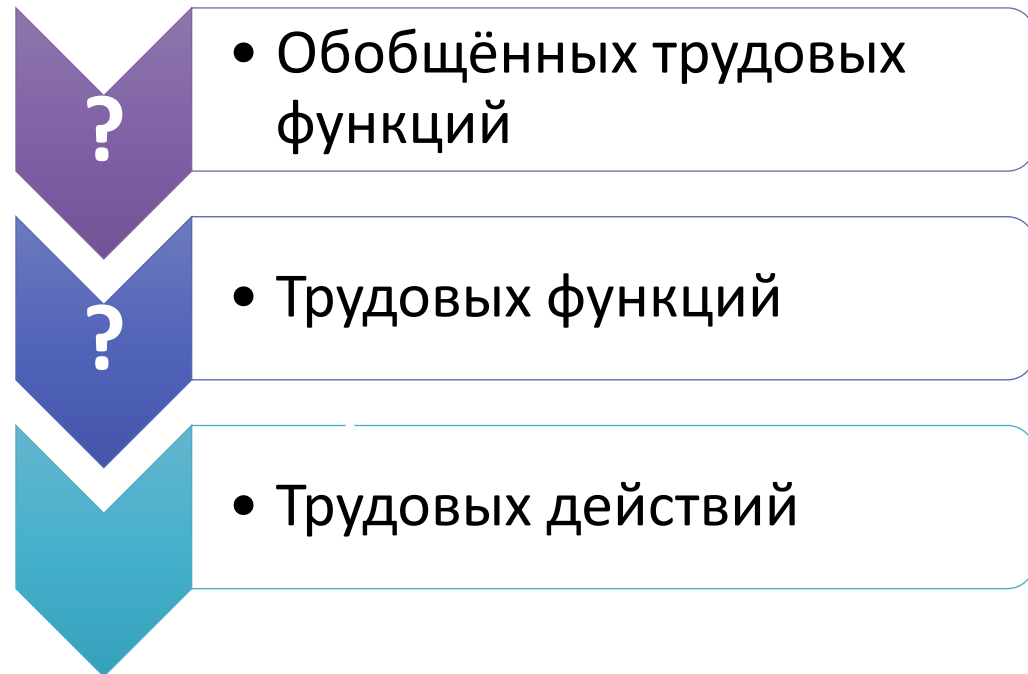 • Обобщённых трудовых
функций
?
• Трудовых функций
?
• Трудовых действий